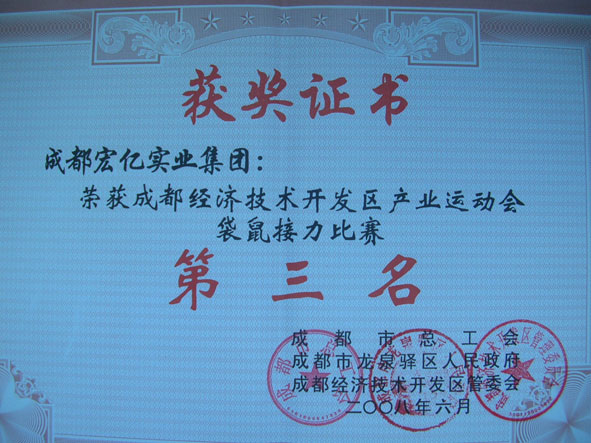 获奖证书
成都宏亿实业集团：
荣获成都经济技术开发区产业运动会
袋鼠接力比赛
第三名
成都市总工会
成都市龙泉驿区人民政府
成都经济技术开发区管委会
二〇〇八年六月